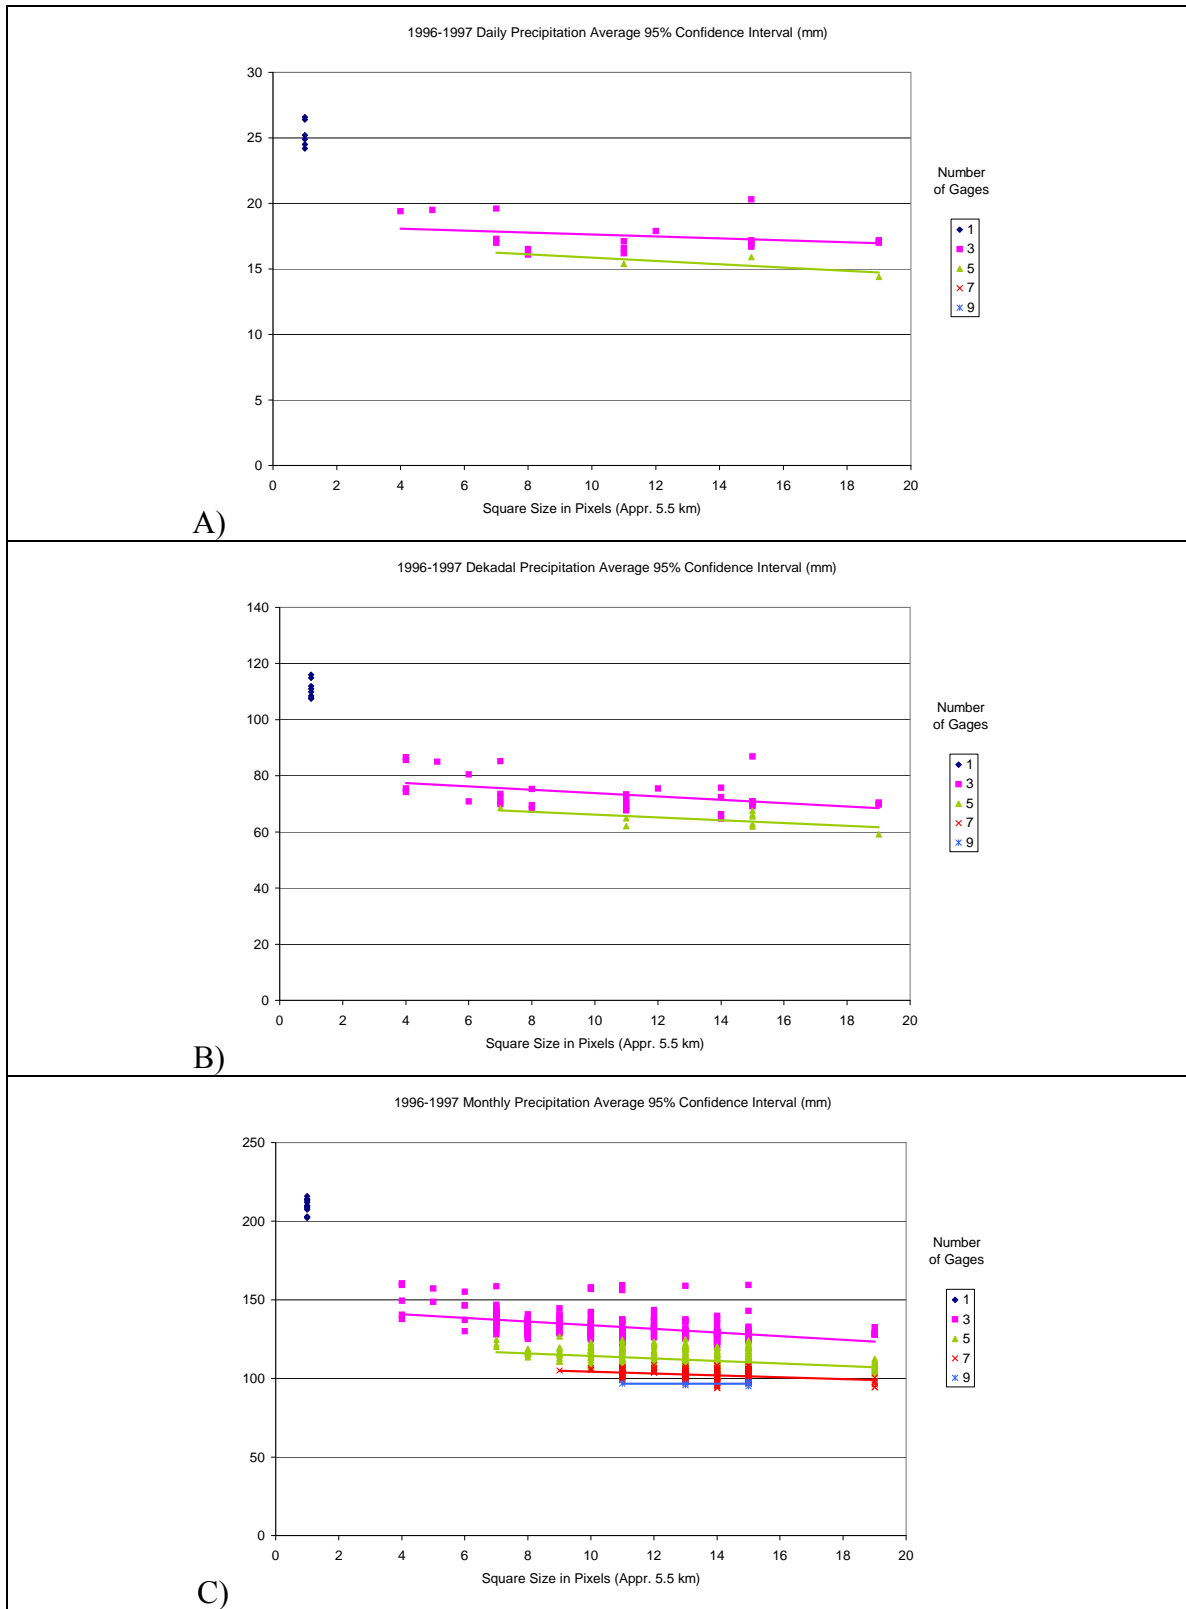 1996-1997 Daily Precipitation Average 95% Confidence Interval (mm)
30
25
20
15
10
5
0
0 2 4 6 8 10 12 14 16 18 20
Square Size in Pixels (Appr. 5.5 km)
Number
of Gages
1
3
5
7
9
A)
1996-1997 Dekadal Precipitation Average 95% Confidence Interval (mm)
140
120
100
80
60
40
20
0
0 2 4 6 8 10 12 14 16 18 20
Square Size in Pixels (Appr. 5.5 km)
Number
of Gages
1
3
5
7
9
B)
1996-1997 Monthly Precipitation Average 95% Confidence Interval (mm)
250
200
150
100
50
0
0 2 4 6 8 10 12 14 16 18 20
Square Size in Pixels (Appr. 5.5 km)
Number
of Gages
1
3
5
7
9
C)